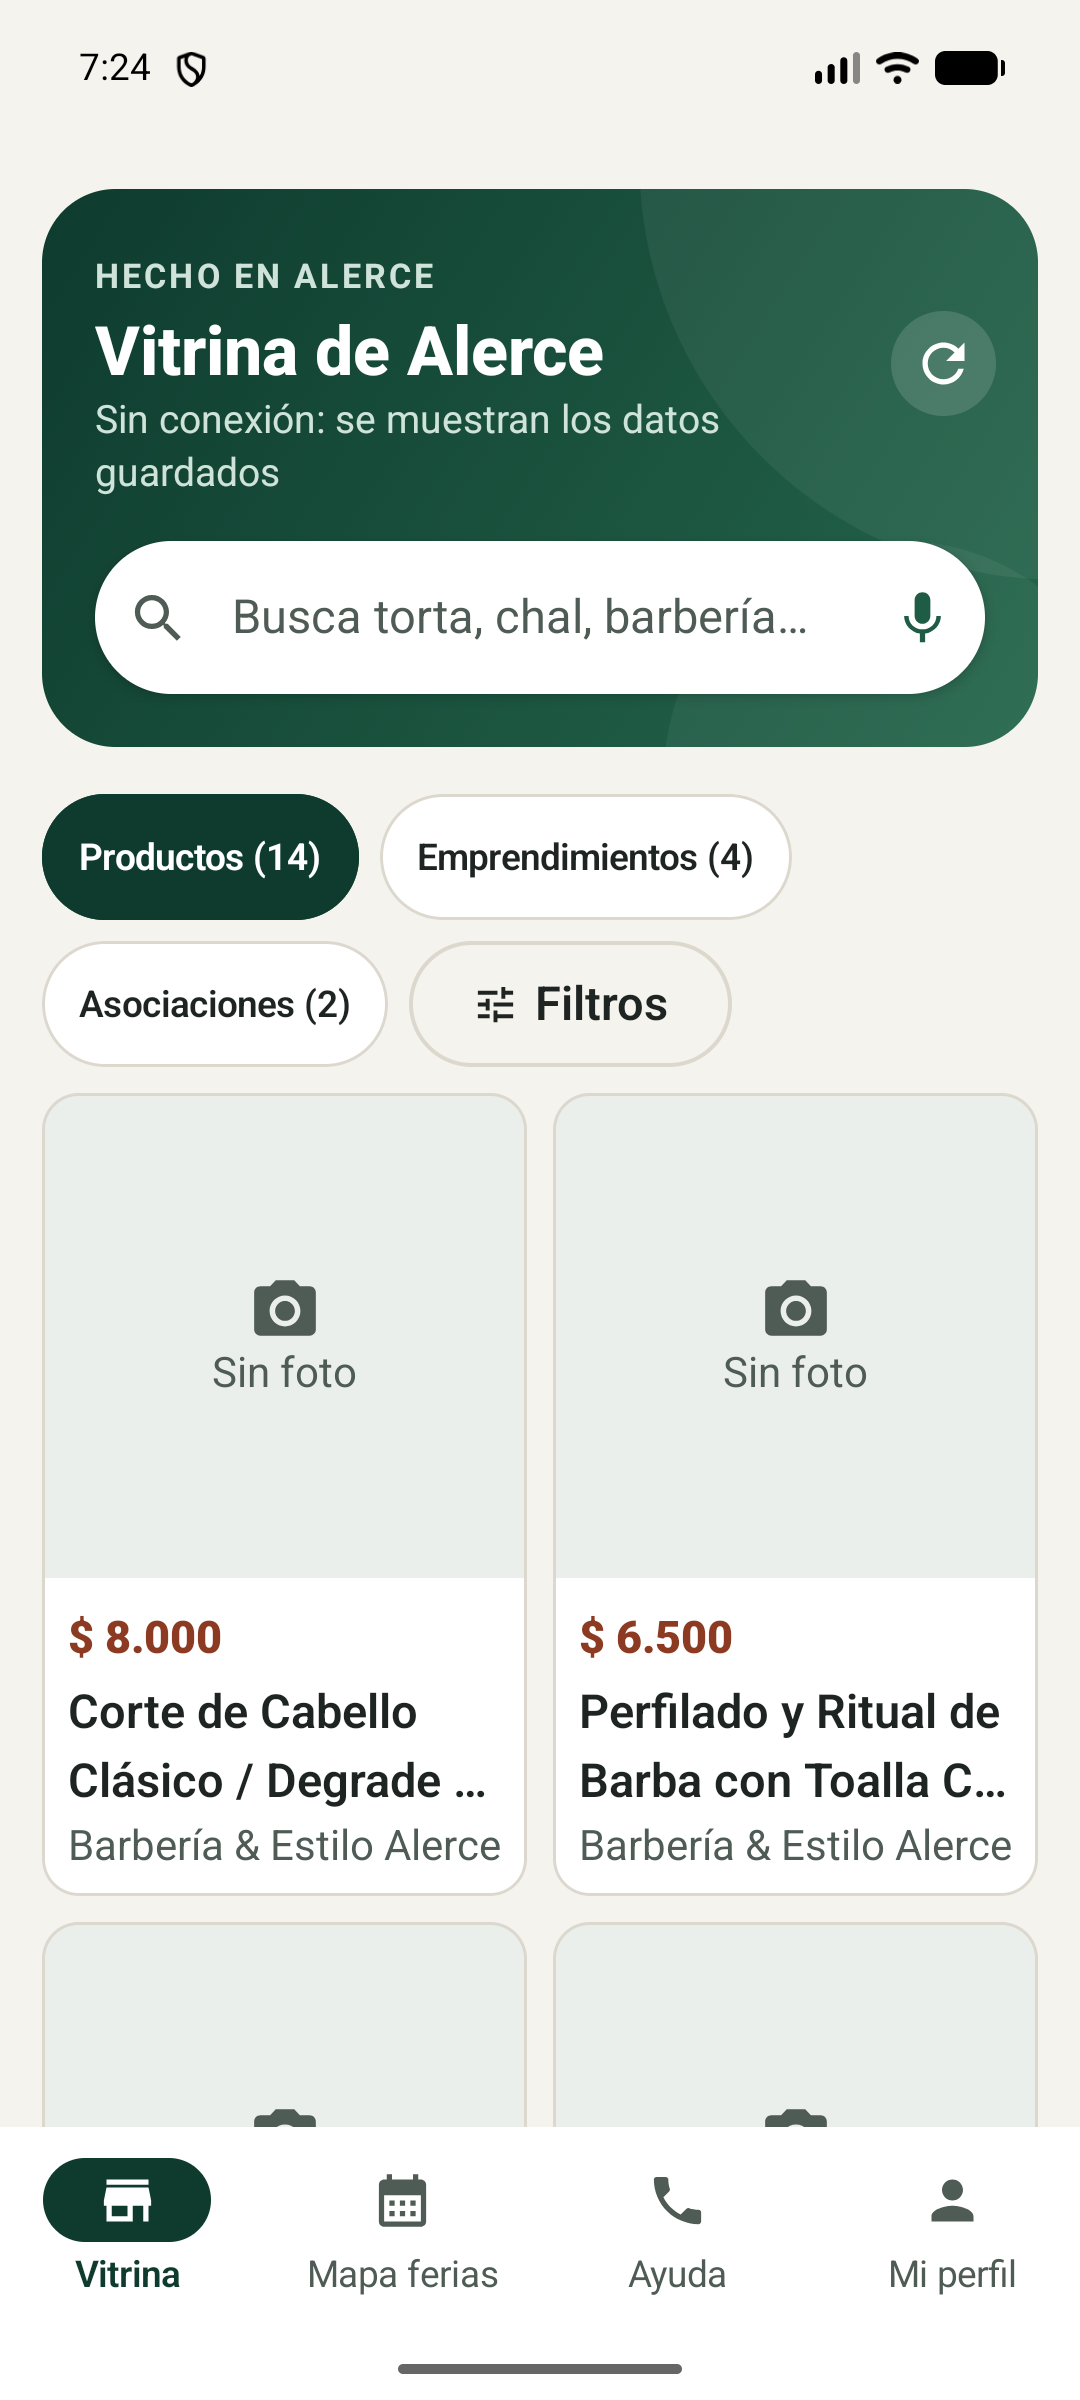 7:24
HECHO EN ALERCE
Vitrina de Alerce
Sin conexión: se muestran los datos
guardados
Busca torta, chal, barbería...
Productos (14)
Emprendimientos (4)
Asociaciones (2)
Filtros
Sin foto
Sin foto
$ 8.000
Corte de Cabello
Clásico / Degrade ...
Barbería & Estilo Alerce
$ 6.500
Perfilado y Ritual de
Barba con Toalla C...
Barbería & Estilo Alerce
Vitrina
Mapa ferias
Ayuda
Mi perfil